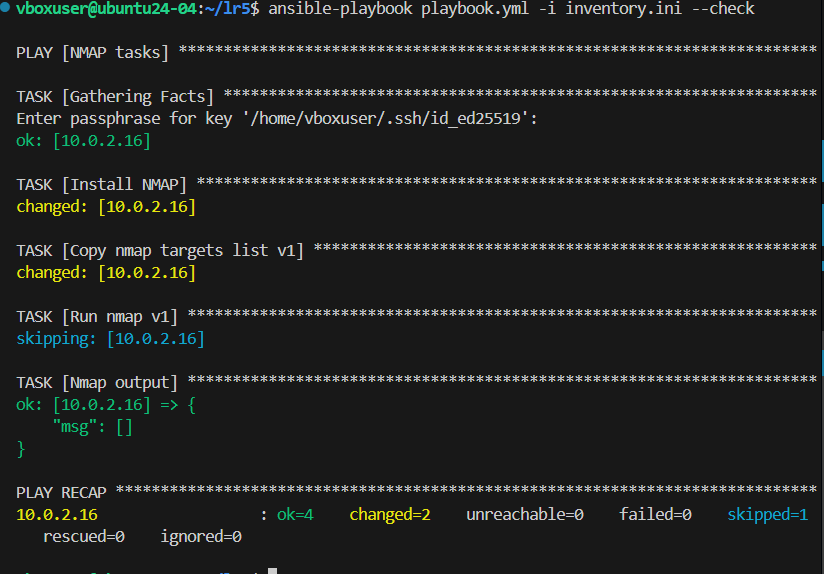 vboxuser@ubuntu24-04:~/lr5$ ansible-playbook playbook.yml -i inventory.ini --check
PLAY [NMAP tasks] ***********************************************************************
TASK [Gathering Facts] ******************************************************************
Enter passphrase for key '/home/vboxuser/.ssh/id_ed25519':
ok: [10.0.2.16]
TASK [Install NMAP] *********************************************************************
changed: [10.0.2.16]
TASK [Copy nmap targets list v1] ********************************************************
changed: [10.0.2.16]
TASK [Run nmap v1] **********************************************************************
skipping: [10.0.2.16]
TASK [Nmap output] **********************************************************************
ok: [10.0.2.16] => {
    "msg": []
}
PLAY RECAP ******************************************************************************
10.0.2.16                  : ok=4    changed=2    unreachable=0    failed=0    skipped=1
   rescued=0    ignored=0